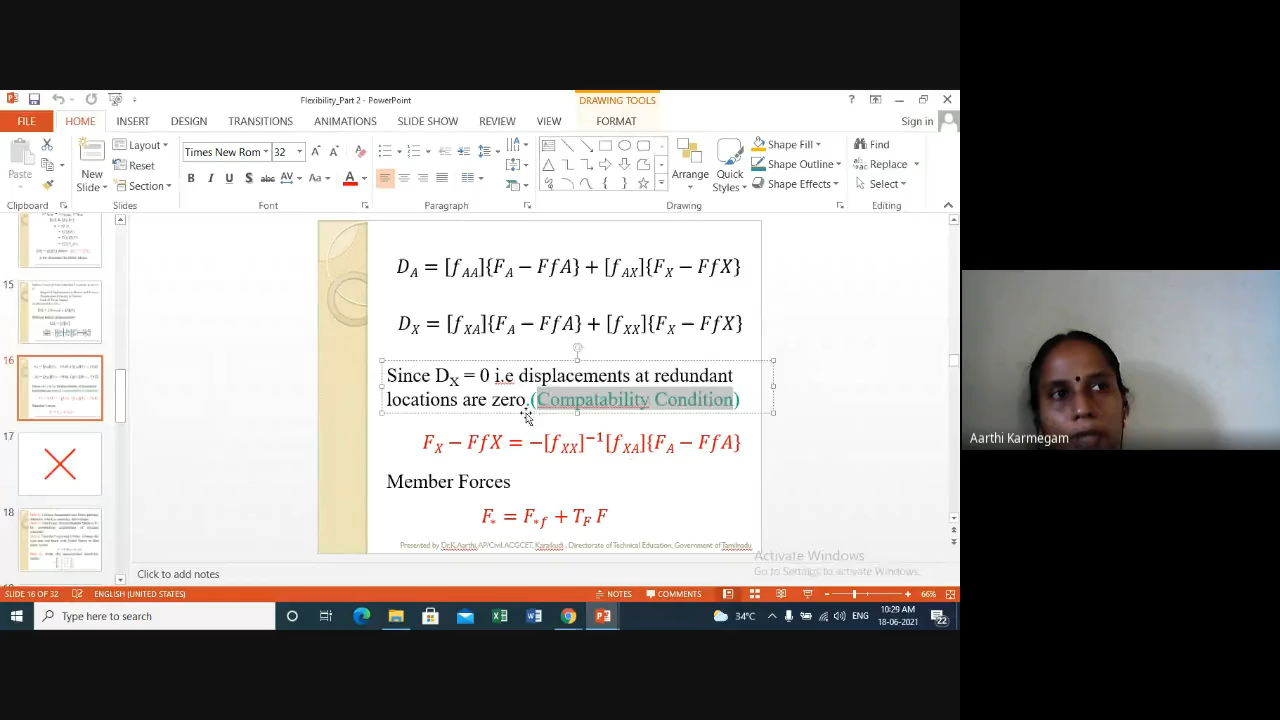 Flexibility_Part 2 - PowerPoint
DRAWING TOOLS
FILE HOME INSERT DESIGN TRANSITIONS ANIMATIONS SLIDE SHOW REVIEW VIEW FORMAT Sign in
Paste
New
Slide
Layout
Reset
Section
Times New Rom 32
Arrange
Quick
Styles
Shape Fill
Shape Outline
Shape Effects
Find
Replace
Select
Clipboard Slides Font Paragraph Drawing Editing
15
16
17
18
D_A = [f_AA]{F_A − FfA} + [f_AX]{F_X − FfX}
D_X = [f_XA]{F_A − FfA} + [f_XX]{F_X − FfX}
Since D_X = 0 i.e displacements at redundant
locations are zero.(Compatability Condition)
F_X − FfX = −[f_XX]^−1[f_XA]{F_A − FfA}
Member Forces
= F_*f + T_F F
Activate Windows
Go to Settings to activate Windows.
Click to add notes
SLIDE 16 OF 32 ENGLISH (UNITED STATES) NOTES COMMENTS 66%
Type here to search
34°C ENG
10:29 AM
18-06-2021
22
Aarthi Karmegam